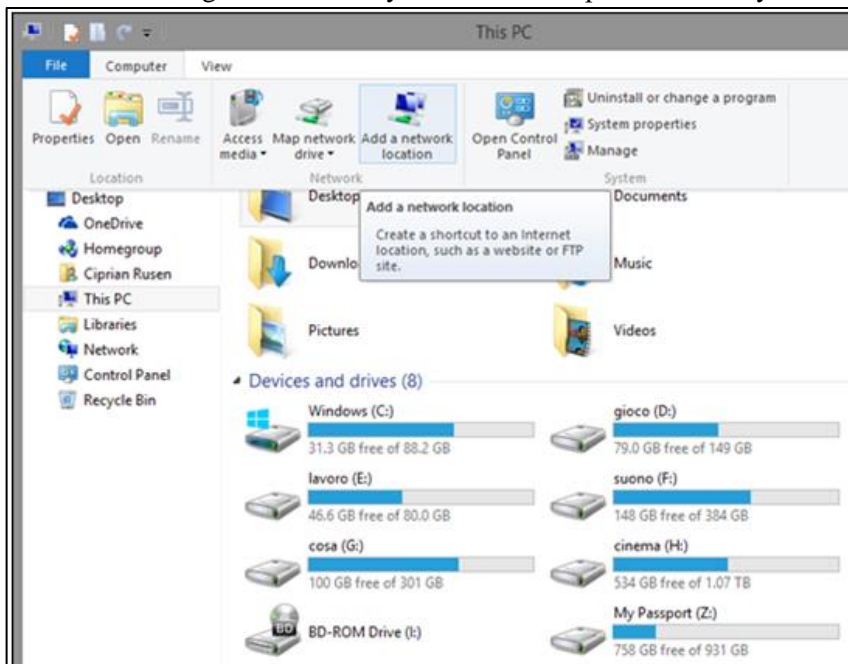 This PC
File Computer View
Properties Open Rename Access media Map network drive Add a network location Open Control Panel
Uninstall or change a program
System properties
Manage
Location Network System
Desktop
OneDrive
Homegroup
Ciprian Rusen
This PC
Libraries
Network
Control Panel
Recycle Bin
Desktop
Documents
Add a network location
Create a shortcut to an Internet
location, such as a website or FTP
site.
Downlo
Music
Pictures
Videos
Devices and drives (8)
Windows (C:)
31.3 GB free of 88.2 GB
gioco (D:)
79.0 GB free of 149 GB
lavoro (E:)
46.6 GB free of 80.0 GB
suono (F:)
148 GB free of 384 GB
cosa (G:)
100 GB free of 301 GB
cinema (H:)
534 GB free of 1.07 TB
BD-ROM Drive (I:)
My Passport (Z:)
758 GB free of 931 GB